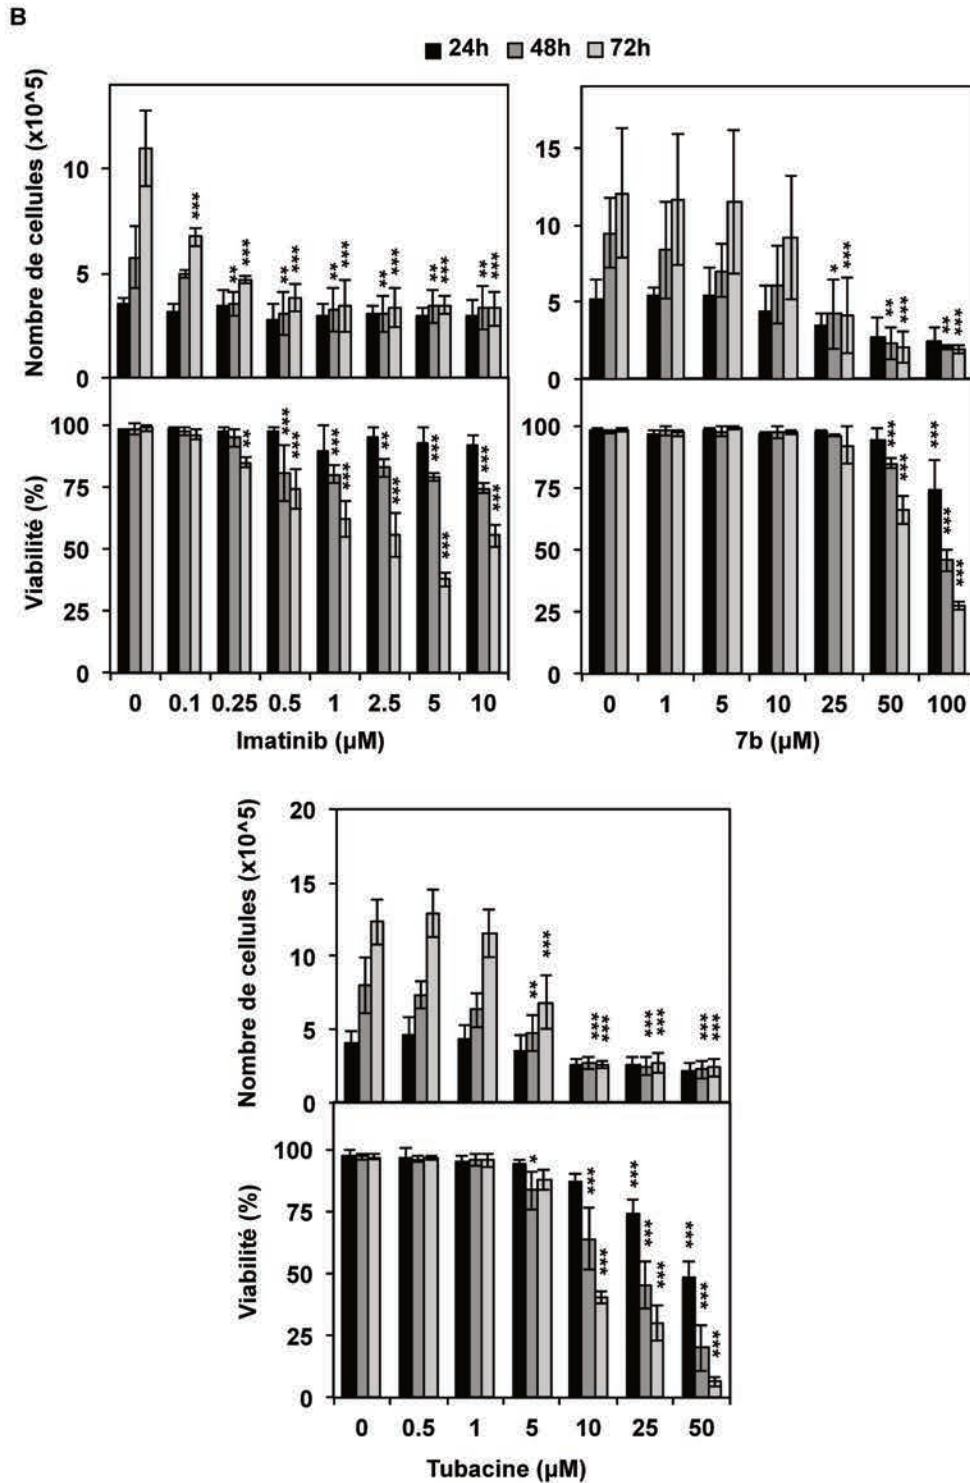 B
24h 48h 72h
Nombre de cellules (x10^5)
10
5
0
*** ** *** ** *** ** *** ** *** ** *** ** ***
Viabilité (%)
100
75
50
25
0
** *** *** *** *** ** *** *** *** *** ***
0 0.1 0.25 0.5 1 2.5 5 10
Imatinib (µM)
15
10
5
0
* *** ** *** ** ***
100
75
50
25
0
*** *** *** *** ***
0 1 5 10 25 50 100
7b (µM)
Nombre de cellules (x10^5)
20
15
10
5
0
** *** *** *** *** *** *** ***
Viabilité (%)
100
75
50
25
0
* *** *** *** *** *** *** *** ***
0 0.5 1 5 10 25 50
Tubacine (µM)